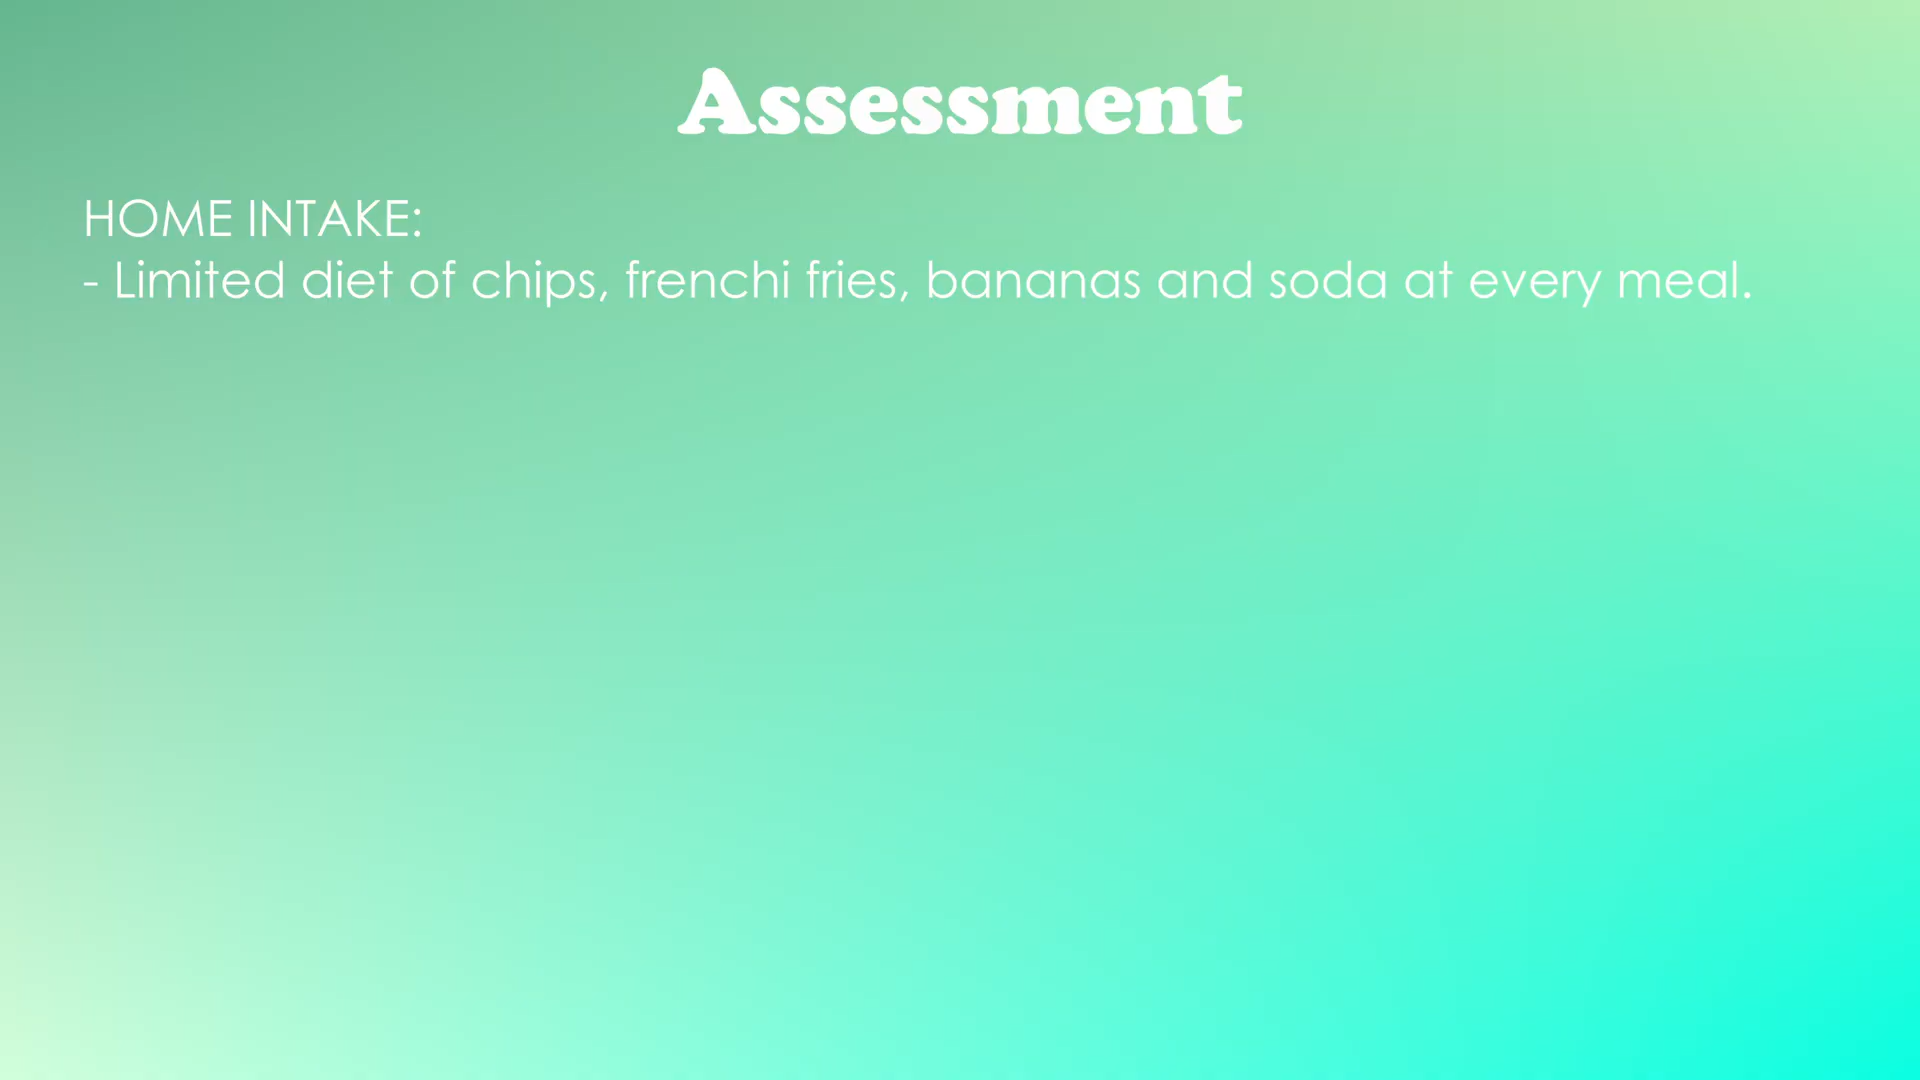 Assessment
HOME INTAKE:
- Limited diet of chips, frenchi fries, bananas and soda at every meal.